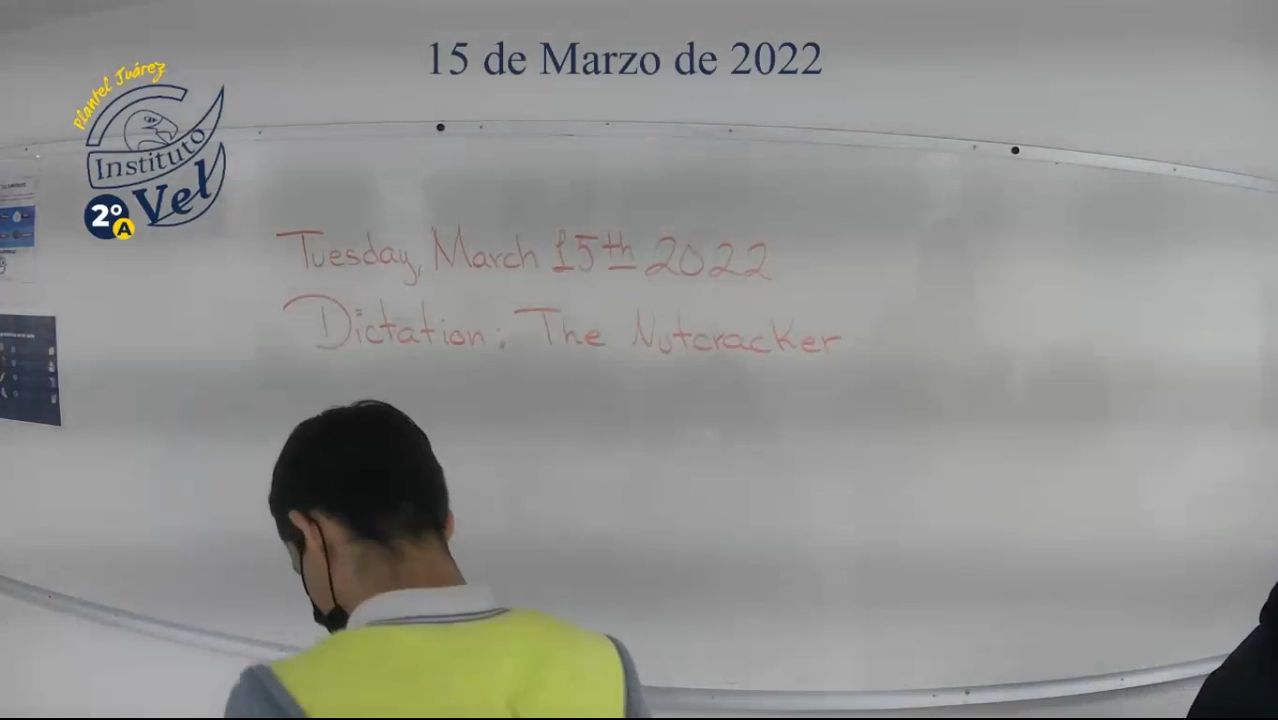 15 de Marzo de 2022
Plantel Juárez
Instituto
Vel
2°
A
Tuesday, March 15th 2022
Dictation: The Nutcracker